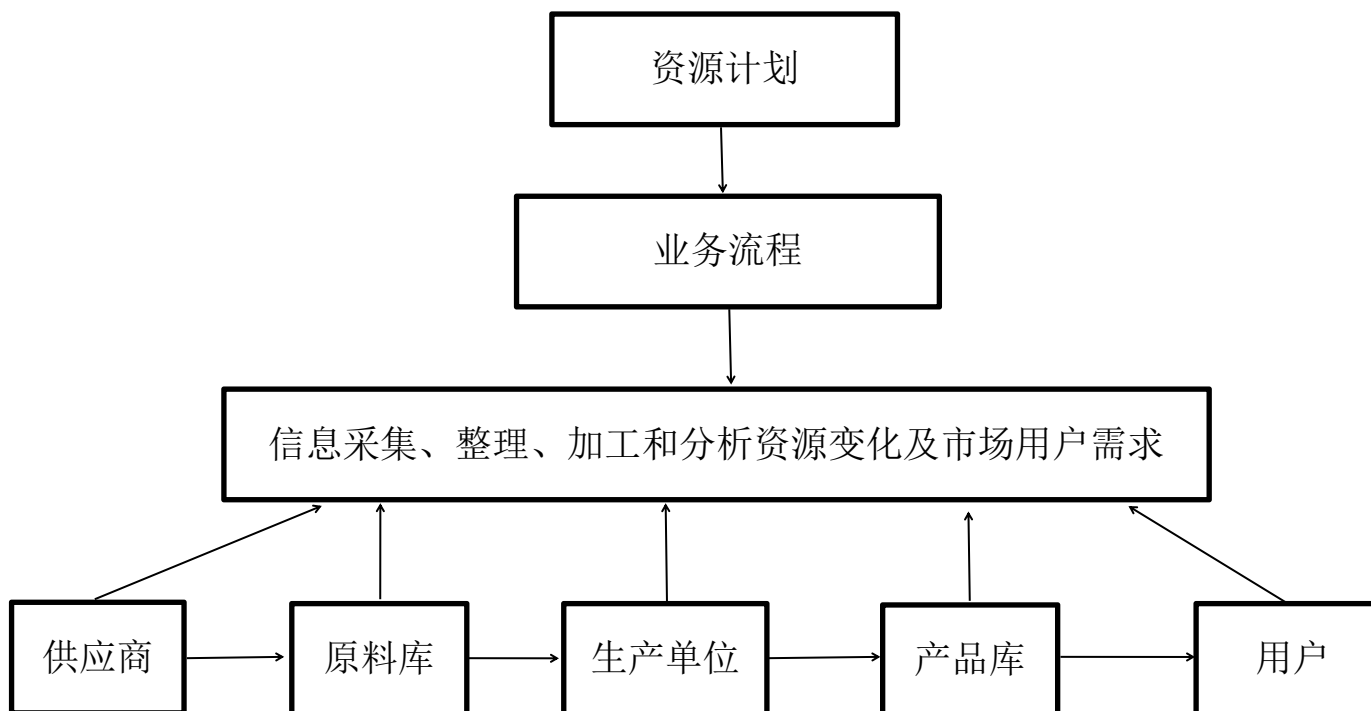 资源计划
业务流程
信息采集、整理、加工和分析资源变化及市场用户需求
供应商
原料库
生产单位
产品库
用户